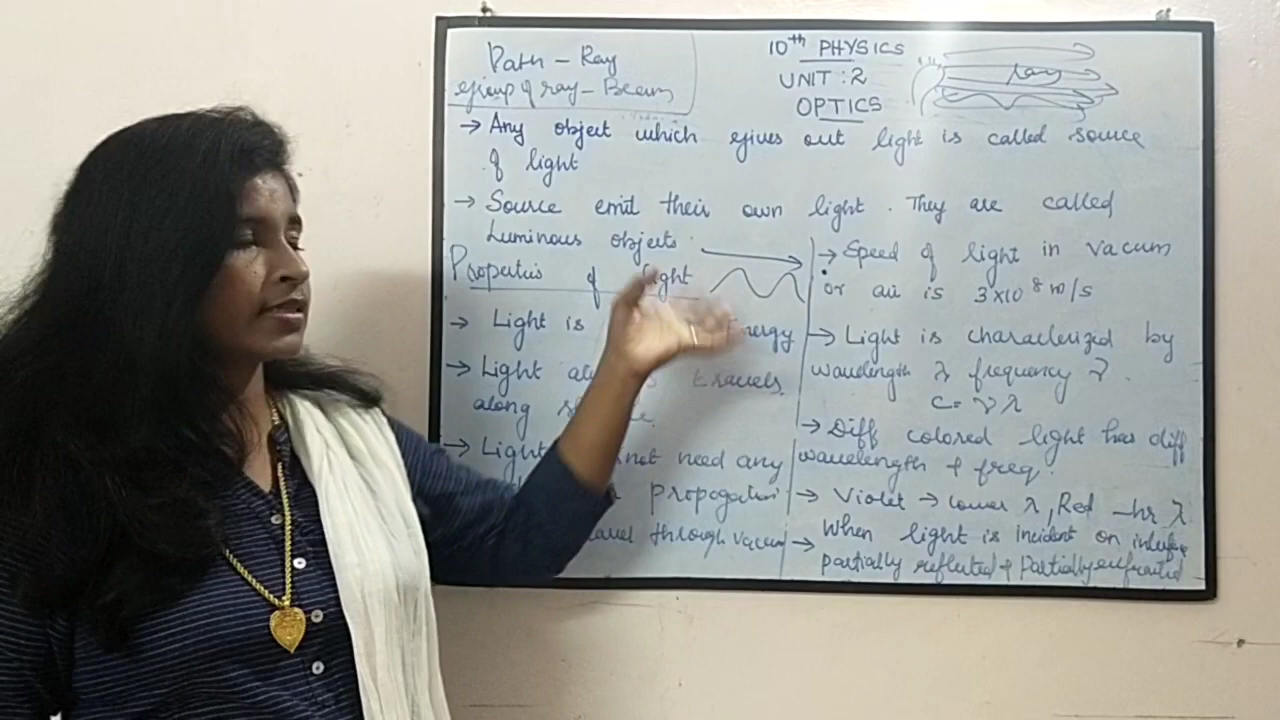 Path - Ray
group of ray - Beam
10th PHYSICS
UNIT : 2
OPTICS
ray
→ Any object which gives out light is called source
of light
→ Source emit their own light. They are called
Luminous objects
Properties of light
→ Light is Energy
→ Light travels
along
→ Light not need any
propogation
through vacuum
→ Speed of light in vacuum
or air is 3×10⁸ m/s
→ Light is characterized by
wavelength λ frequency ν.
C = νλ
→ Diff colored light has diff
wavelength & freq.
→ Violet → lower λ, Red - hr λ
→ When light is incident on
partially reflected & Partially refracted